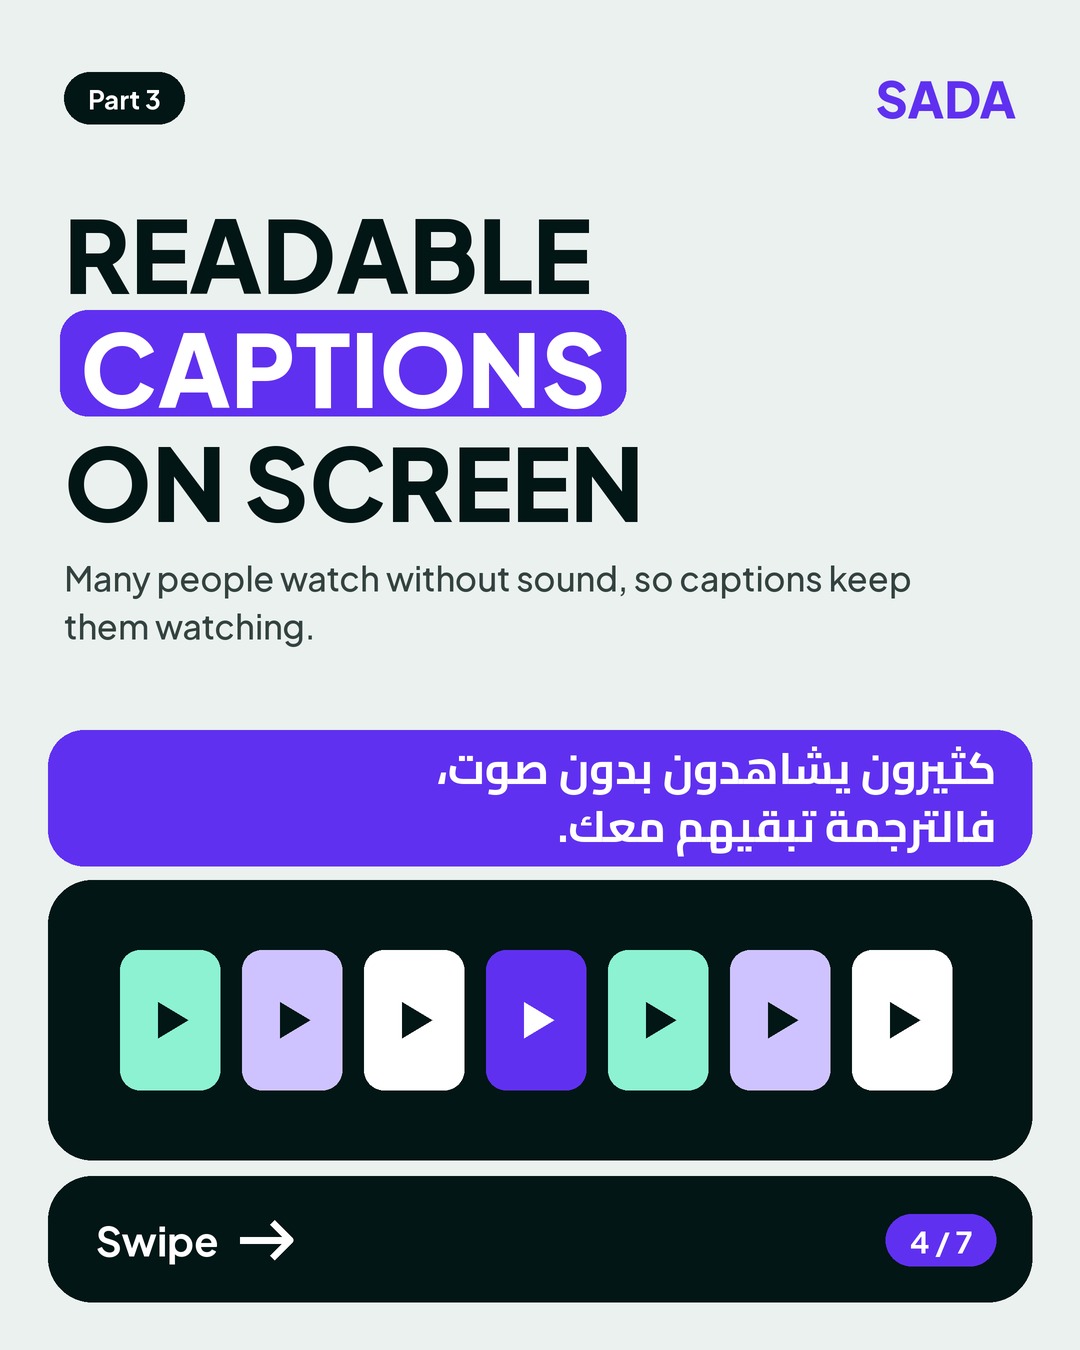 Part 3
SADA
READABLE
CAPTIONS
ON SCREEN
Many people watch without sound, so captions keep
them watching.
كثيرون يشاهدون بدون صوت،
فالترجمة تبقيهم معك.
Swipe →
4 / 7